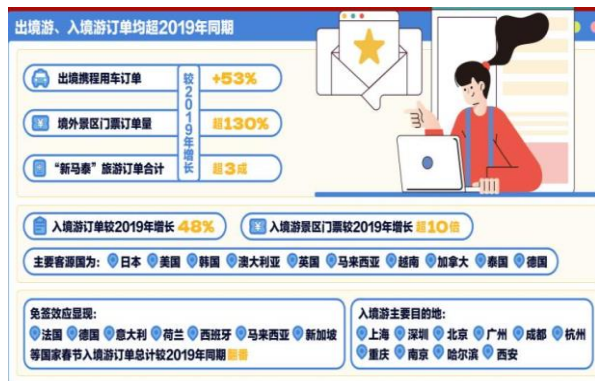 出境游、入境游订单均超2019年同期
出境携程用车订单
+53%
境外景区门票订单量
超130%
“新马泰”旅游订单合计
超3成
较2019年增长
入境游订单较2019年增长 48%
入境游景区门票较2019年增长 超10倍
主要客源国为: 日本 美国 韩国 澳大利亚 英国 马来西亚 越南 加拿大 泰国 德国
免签效应显现:
法国 德国 意大利 荷兰 西班牙 马来西亚 新加坡
等国家春节入境游订单总计较2019年同期翻番
入境游主要目的地:
上海 深圳 北京 广州 成都 杭州
重庆 南京 哈尔滨 西安